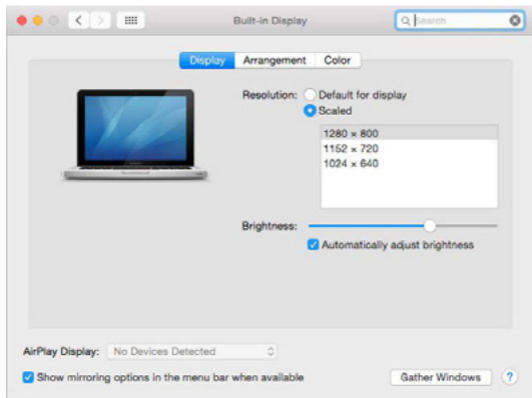 Built-in Display
Search
Display Arrangement Color
Resolution: Default for display
Scaled
1280 × 800
1152 × 720
1024 × 640
Brightness:
Automatically adjust brightness
AirPlay Display: No Devices Detected
Show mirroring options in the menu bar when available
Gather Windows ?